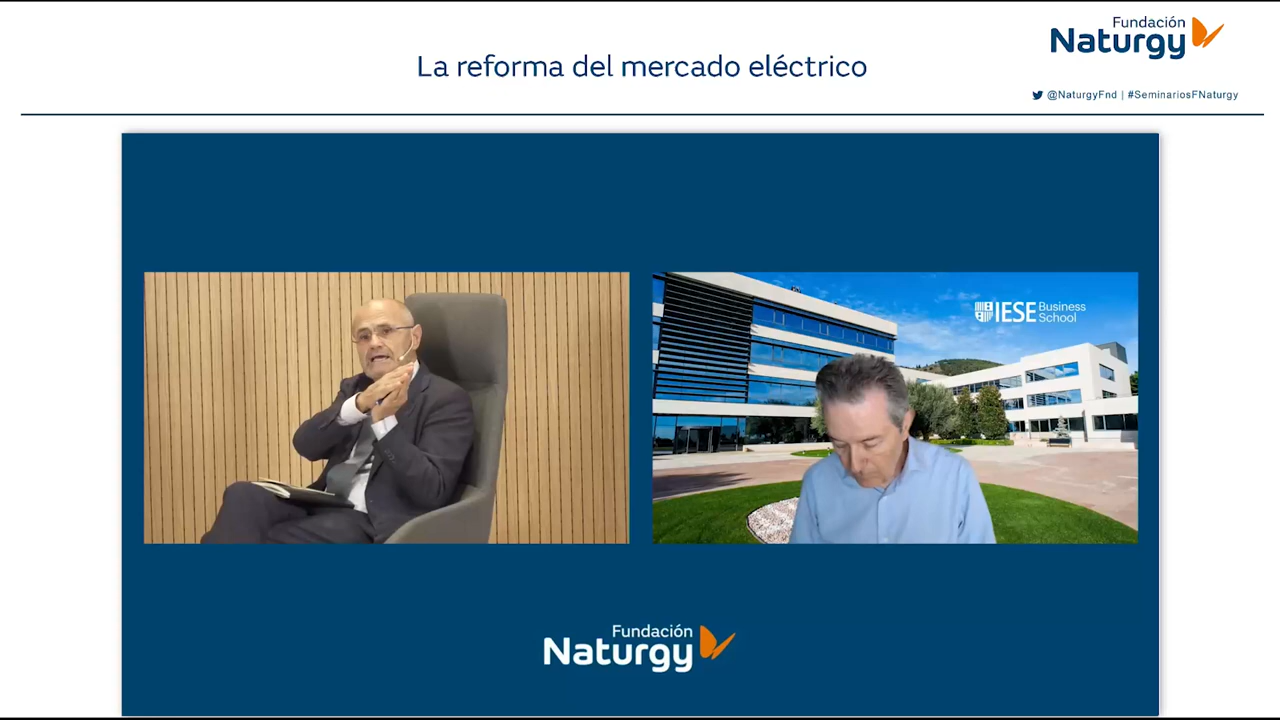 La reforma del mercado eléctrico
Fundación
Naturgy
@NaturgyFnd | #SeminariosFNaturgy
IESE Business
School
Fundación
Naturgy